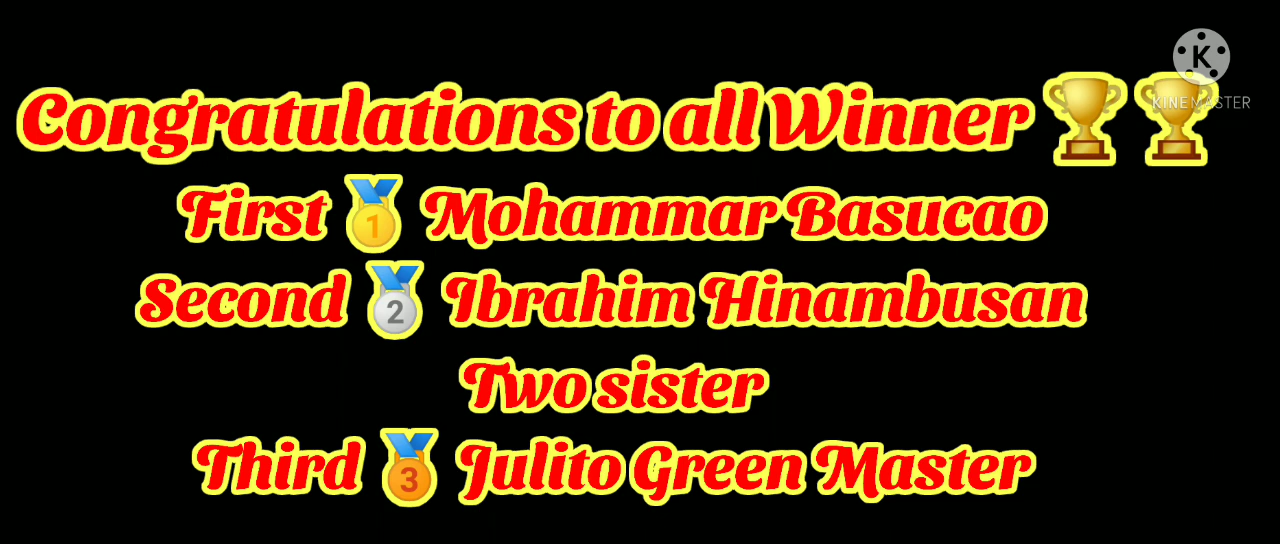 Congratulations to all Winner 🏆🏆
First 🥇 Mohammar Basucao
Second 🥈 Ibrahim Hinambusan
Two sister
Third 🥉 Julito Green Master
K
KINEMASTER